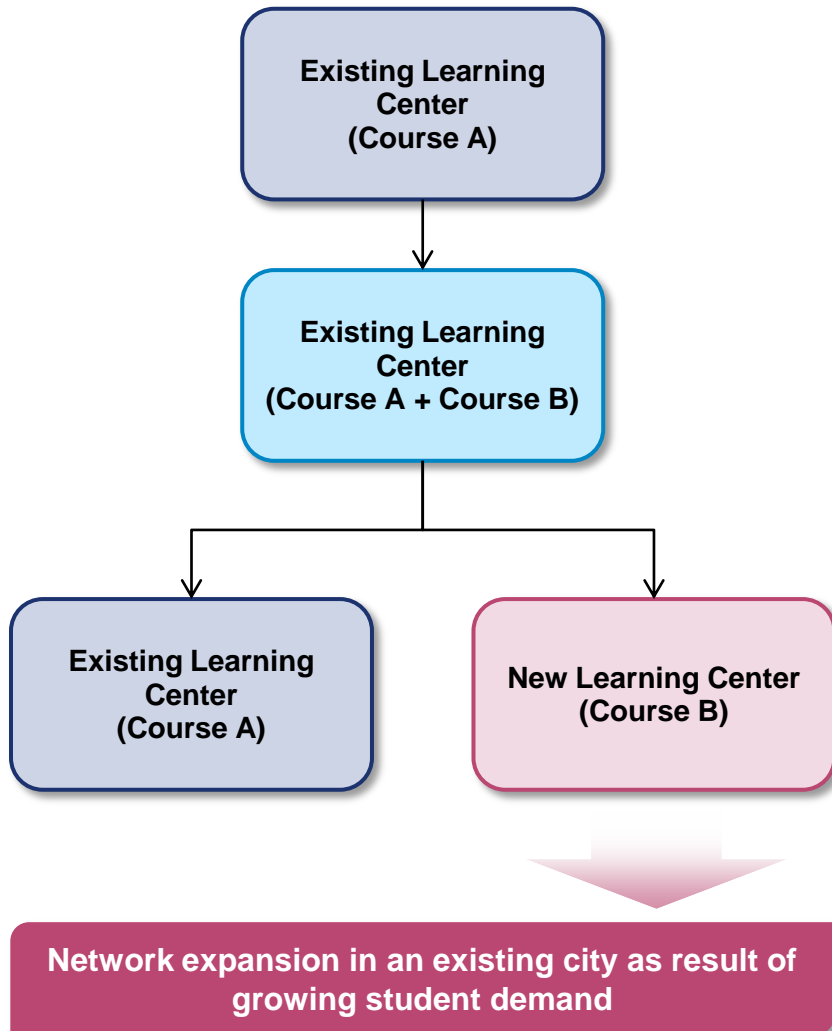 Existing Learning
Center
(Course A)
Existing Learning
Center
(Course A + Course B)
Existing Learning
Center
(Course A)
New Learning Center
(Course B)
Network expansion in an existing city as result of
growing student demand